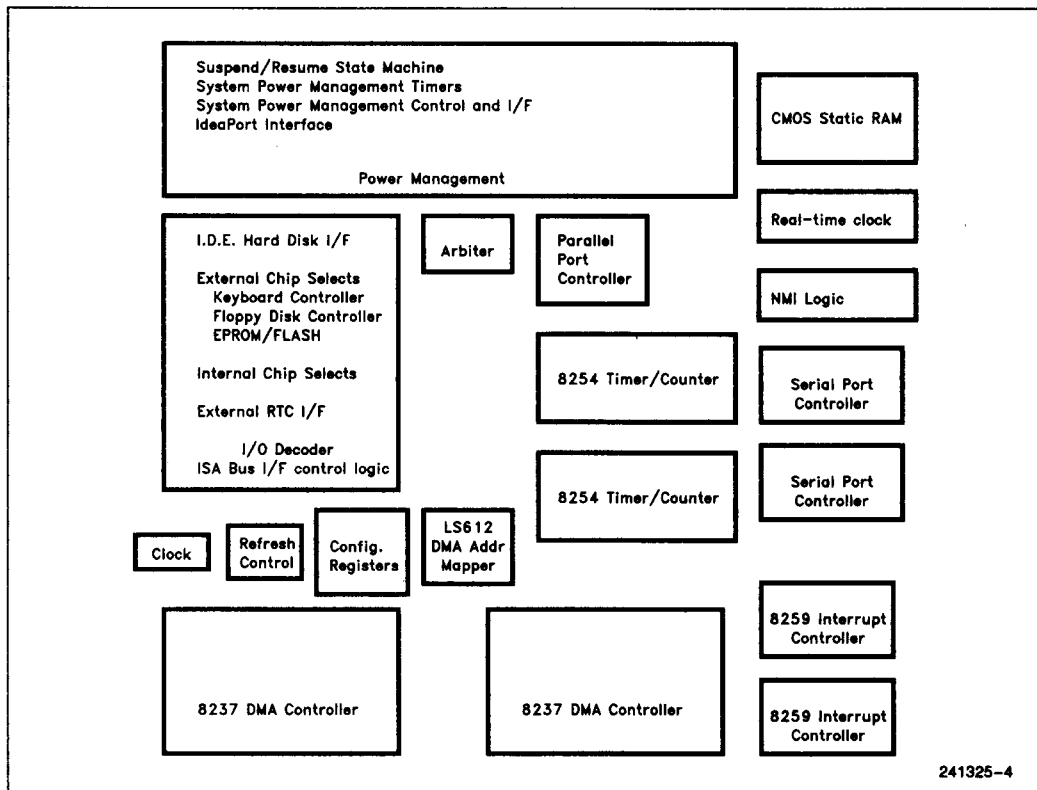 Suspend/Resume State Machine
System Power Management Timers
System Power Management Control and I/F
IdeaPort Interface
Power Management
CMOS Static RAM
Real-time clock
NMI Logic
I.D.E. Hard Disk I/F
External Chip Selects
Keyboard Controller
Floppy Disk Controller
EPROM/FLASH
Internal Chip Selects
External RTC I/F
I/O Decoder
ISA Bus I/F control logic
Arbiter
Parallel
Port
Controller
8254 Timer/Counter
Serial Port
Controller
8254 Timer/Counter
Serial Port
Controller
Clock
Refresh
Control
Config.
Registers
LS612
DMA Addr
Mapper
8237 DMA Controller
8237 DMA Controller
8259 Interrupt
Controller
8259 Interrupt
Controller
241325-4